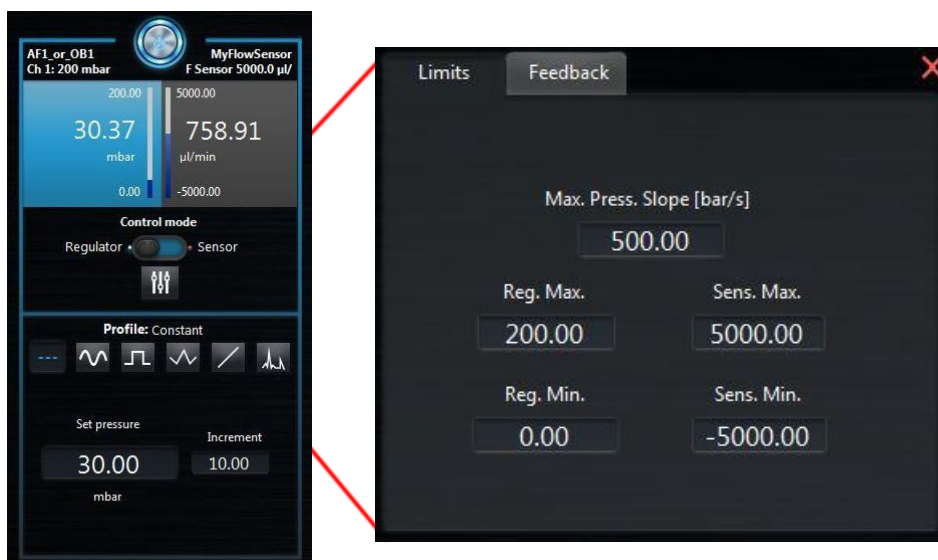 AF1_or_OB1 MyFlowSensor
Ch 1: 200 mbar F Sensor 5000.0 µl/
200.00 5000.00
30.37 758.91
mbar µl/min
0.00 -5000.00
Control mode
Regulator Sensor
Profile: Constant
Set pressure
Increment
30.00 10.00
mbar
Limits Feedback
Max. Press. Slope [bar/s]
500.00
Reg. Max. Sens. Max.
200.00 5000.00
Reg. Min. Sens. Min.
0.00 -5000.00